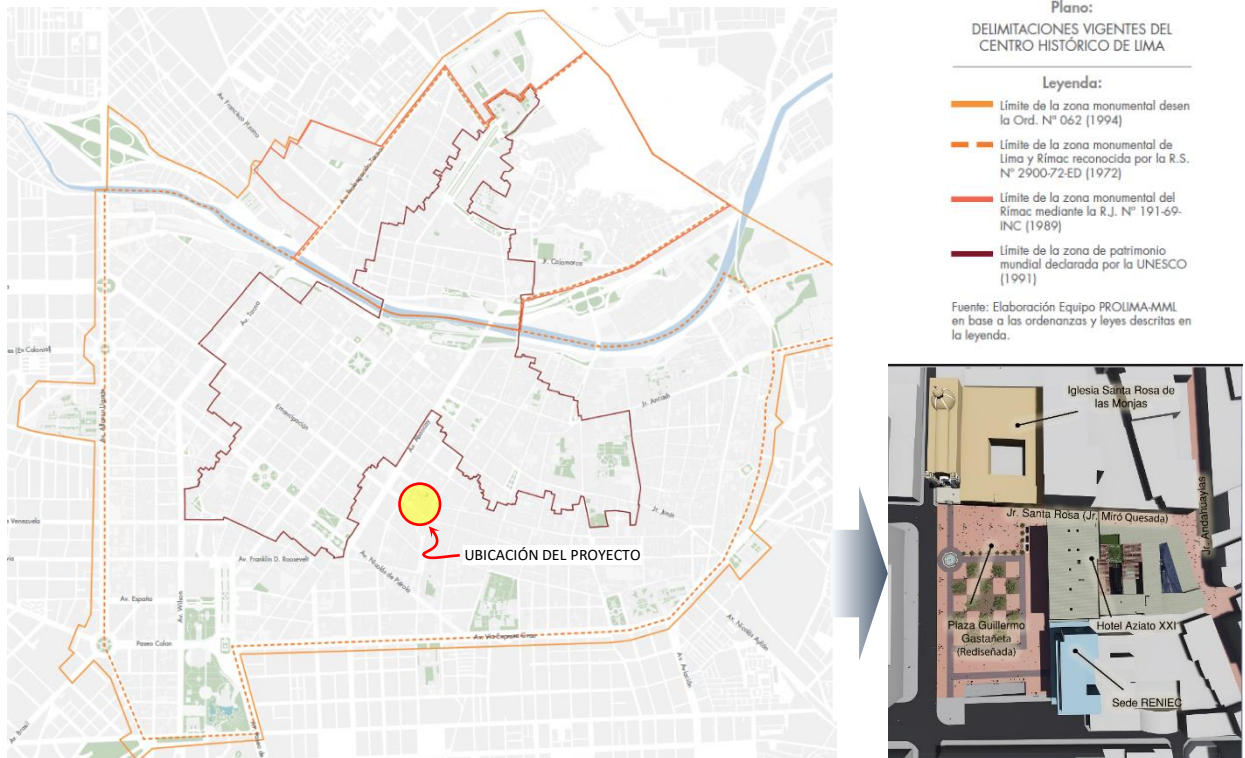 Plano:
DELIMITACIONES VIGENTES DEL
CENTRO HISTÓRICO DE LIMA
Leyenda:
Límite de la zona monumental desen
la Ord. Nº 062 (1994)
Límite de la zona monumental de
Lima y Rímac reconocida por la R.S.
Nº 2900-72-ED (1972)
Límite de la zona monumental del
Rímac mediante la R.J. Nº 191-69-
INC (1989)
Límite de la zona de patrimonio
mundial declarada por la UNESCO
(1991)
Fuente: Elaboración Equipo PROLIMA-MML
en base a las ordenanzas y leyes descritas en
la leyenda.
Av. Francisco Pizarro
Jr. Cajamarca
Av. Tacna
Emancipación
Av. Abancay
Jr. Ancash
Av. Alfonso Ugarte
Jr. Junín
UBICACIÓN DEL PROYECTO
Av. Franklin D. Roosevelt
Av. Nicolás de Piérola
Av. España
Av. Wilson
Paseo Colon
Av. Vía Expresa Grau
Av. Nicolás Ayllón
Av. Aviación
Av. Brasil
Venezuela
Iglesia Santa Rosa de
las Monjas
Jr. Santa Rosa (Jr. Miró Quesada)
Jr. Andahuaylas
Plaza Guillermo
Gastañeta
(Rediseñada)
Hotel Aziato XXI
Sede RENIEC